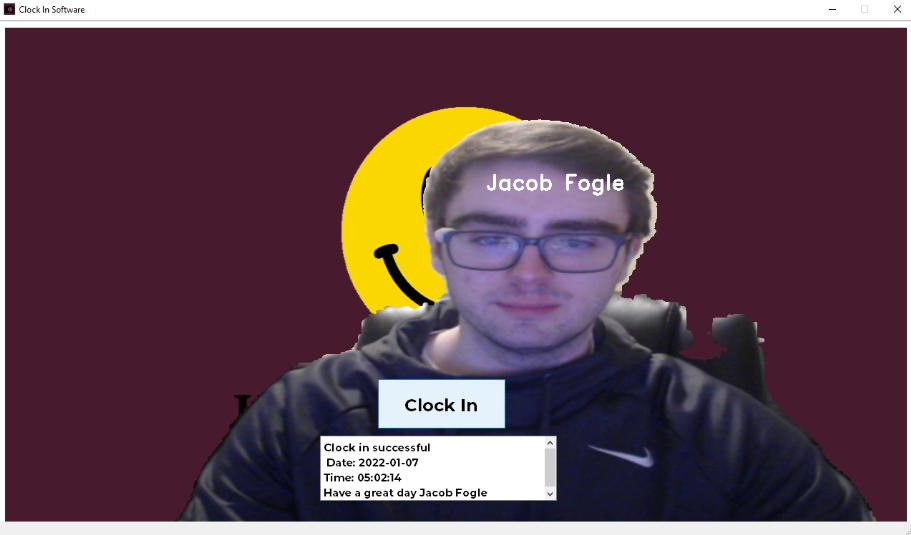 Clock In Software
Jacob Fogle
Clock In
Clock in successful
Date: 2022-01-07
Time: 05:02:14
Have a great day Jacob Fogle